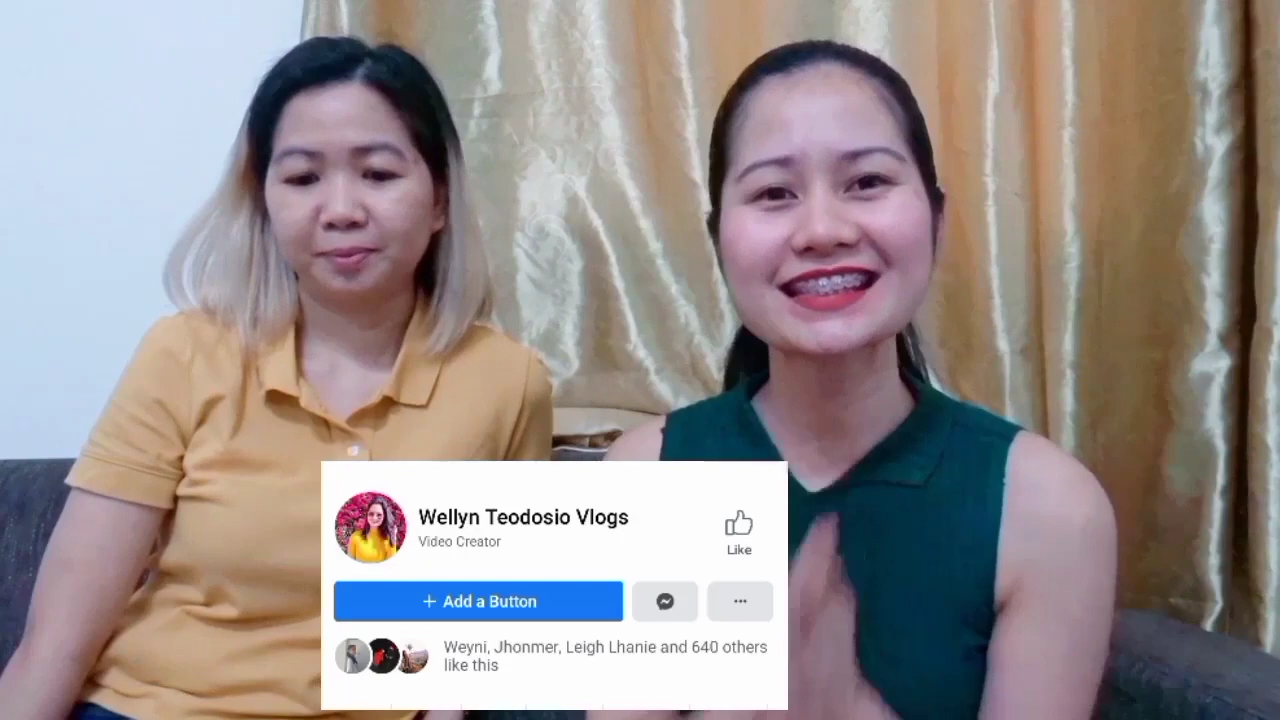 Wellyn Teodosio Vlogs
Video Creator
Like
+ Add a Button
Weyni, Jhonmer, Leigh Lhanie and 640 others
like this